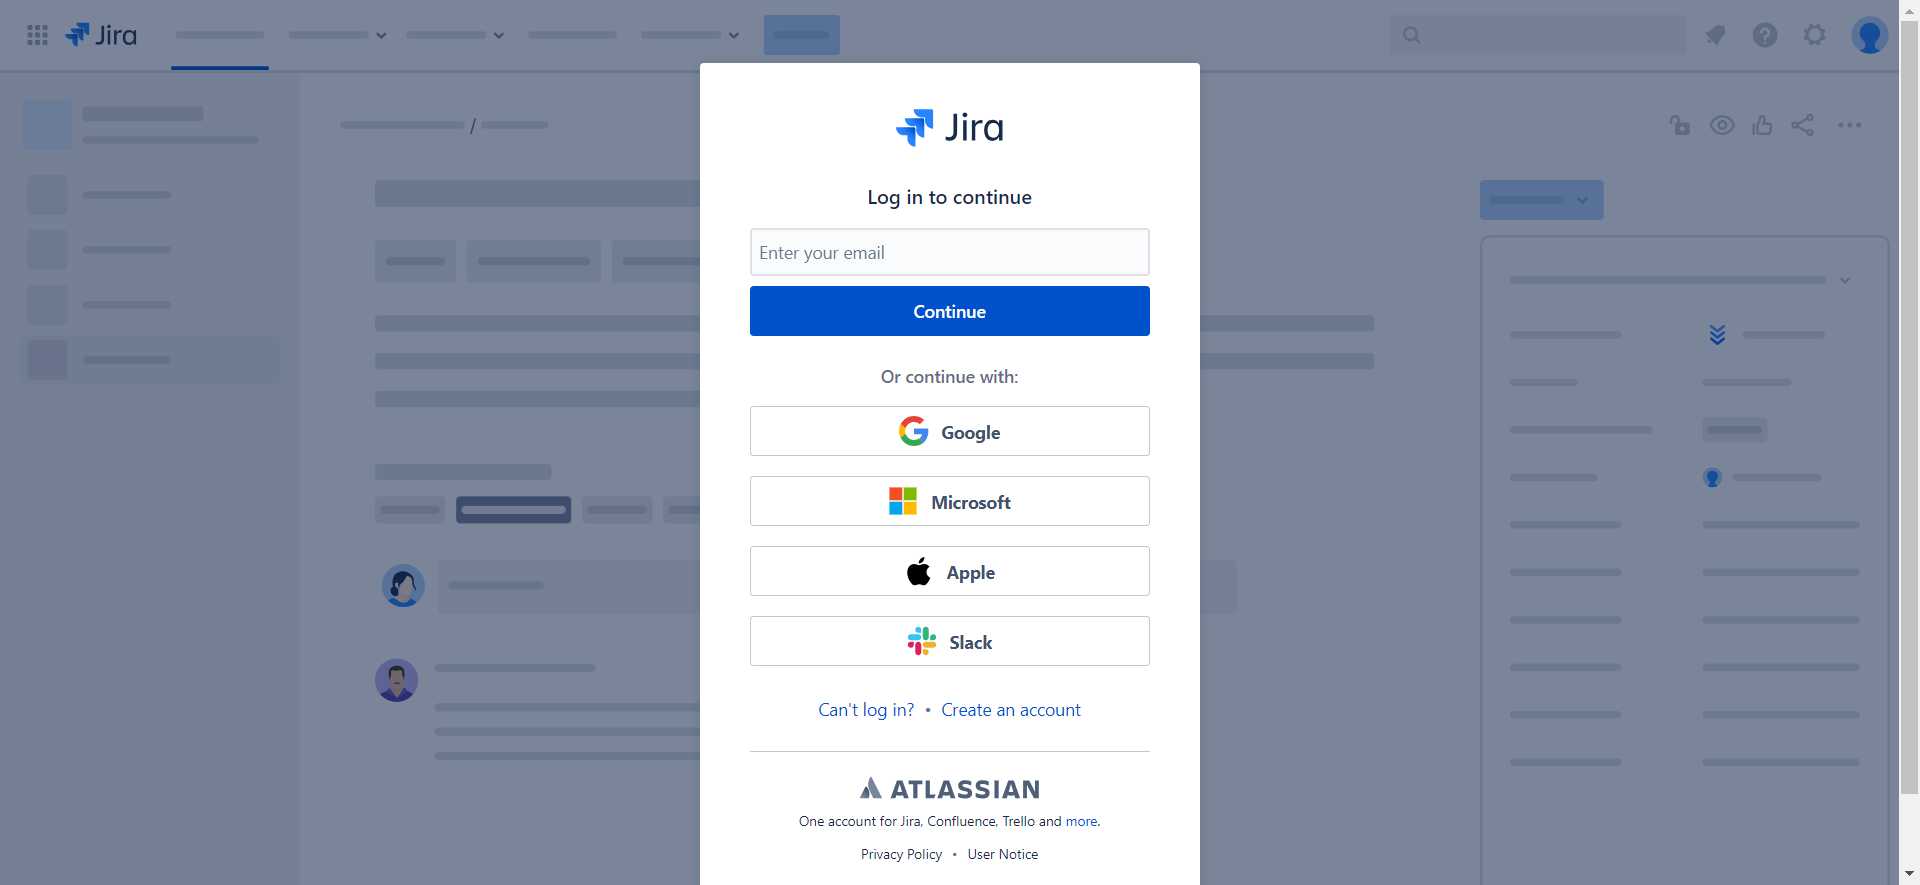 Jira
/
Jira
Log in to continue
Enter your email
Continue
Or continue with:
Google
Microsoft
Apple
Slack
Can't log in? • Create an account
ATLASSIAN
One account for Jira, Confluence, Trello and more.
Privacy Policy • User Notice